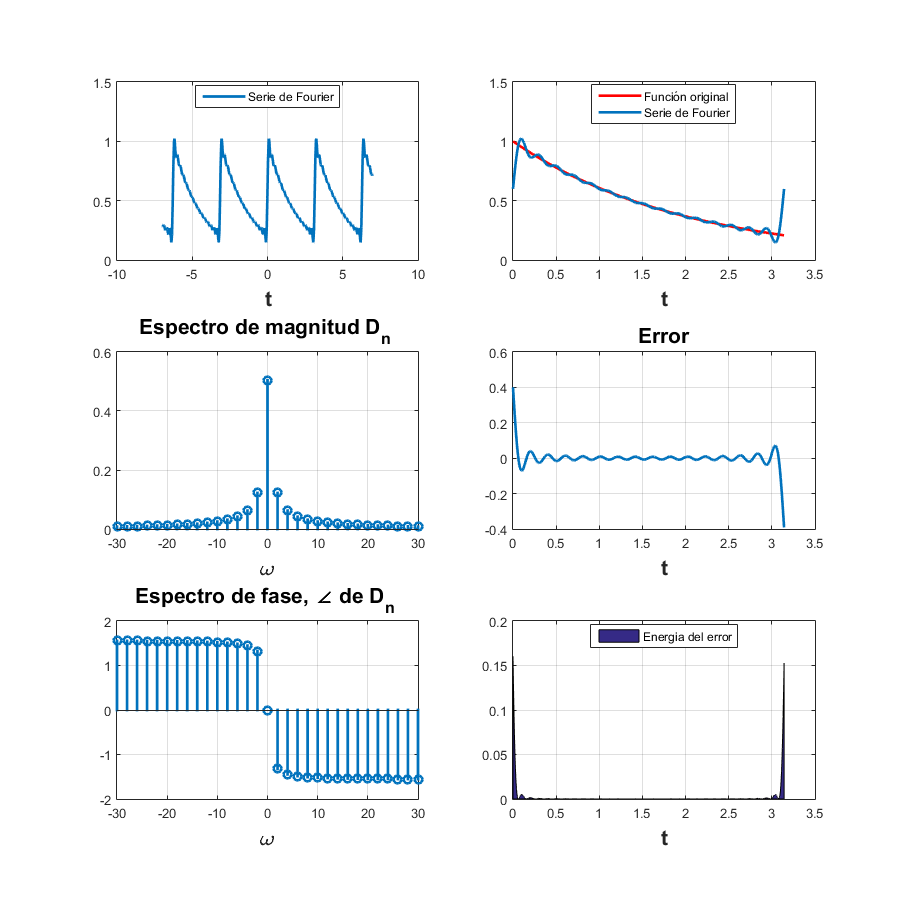 1.5
1
0.5
0
-10 -5 0 5 10
t
Serie de Fourier
1.5
1
0.5
0
0 0.5 1 1.5 2 2.5 3 3.5
t
Función original
Serie de Fourier
Espectro de magnitud Dn
0.6
0.4
0.2
0
-30 -20 -10 0 10 20 30
ω
Error
0.6
0.4
0.2
0
-0.2
-0.4
0 0.5 1 1.5 2 2.5 3 3.5
t
Espectro de fase, ∠ de Dn
2
1
0
-1
-2
-30 -20 -10 0 10 20 30
ω
0.2
0.15
0.1
0.05
0
0 0.5 1 1.5 2 2.5 3 3.5
t
Energia del error